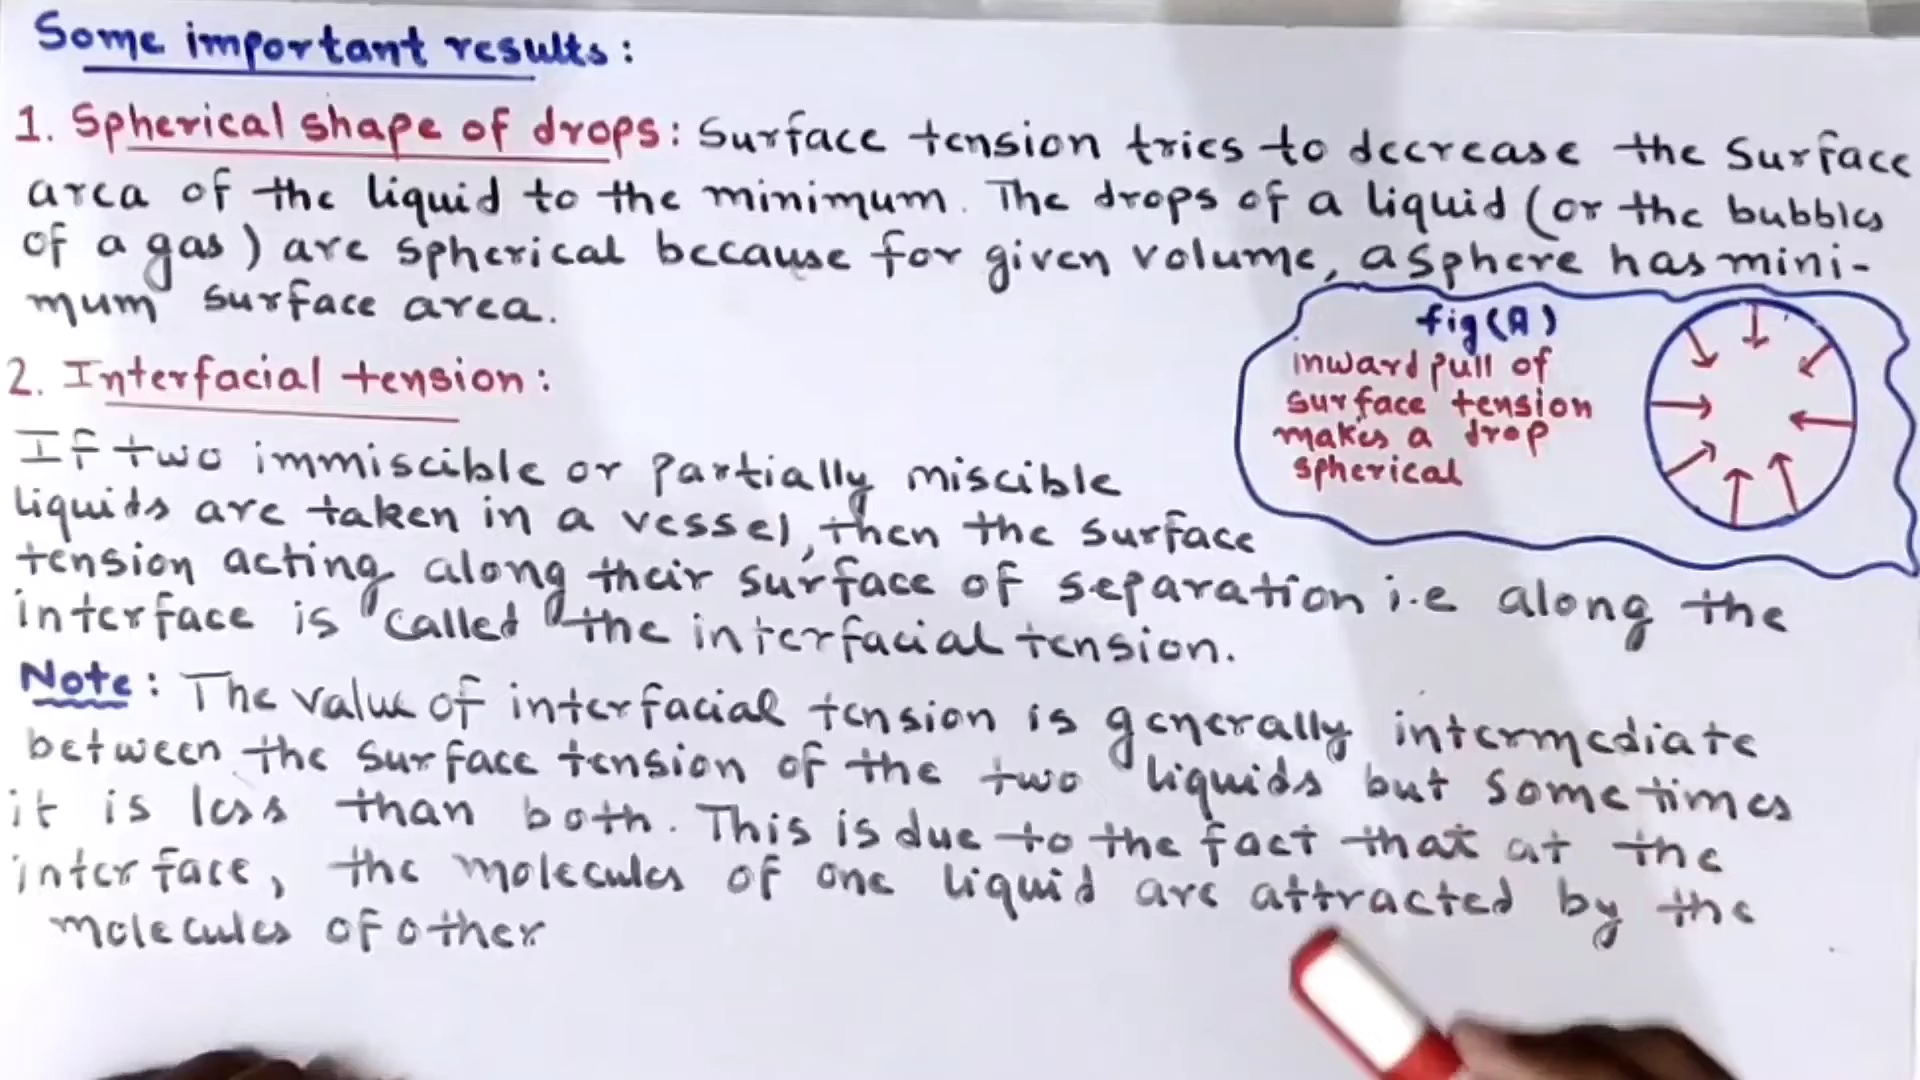 Some important results:
1. Spherical shape of drops: Surface tension tries to decrease the surface
area of the liquid to the minimum. The drops of a liquid (or the bubbles
of a gas) are spherical because for given volume, a sphere has mini-
mum surface area.
fig (A)
inward pull of
surface tension
makes a drop
spherical
2. Interfacial tension:
If two immiscible or partially miscible
liquids are taken in a vessel, then the surface
tension acting along their surface of separation i.e along the
interface is called the interfacial tension.
Note: The value of interfacial tension is generally intermediate
between the surface tension of the two liquids but sometimes
it is less than both. This is due to the fact that at the
interface, the molecules of one liquid are attracted by the
molecules of other